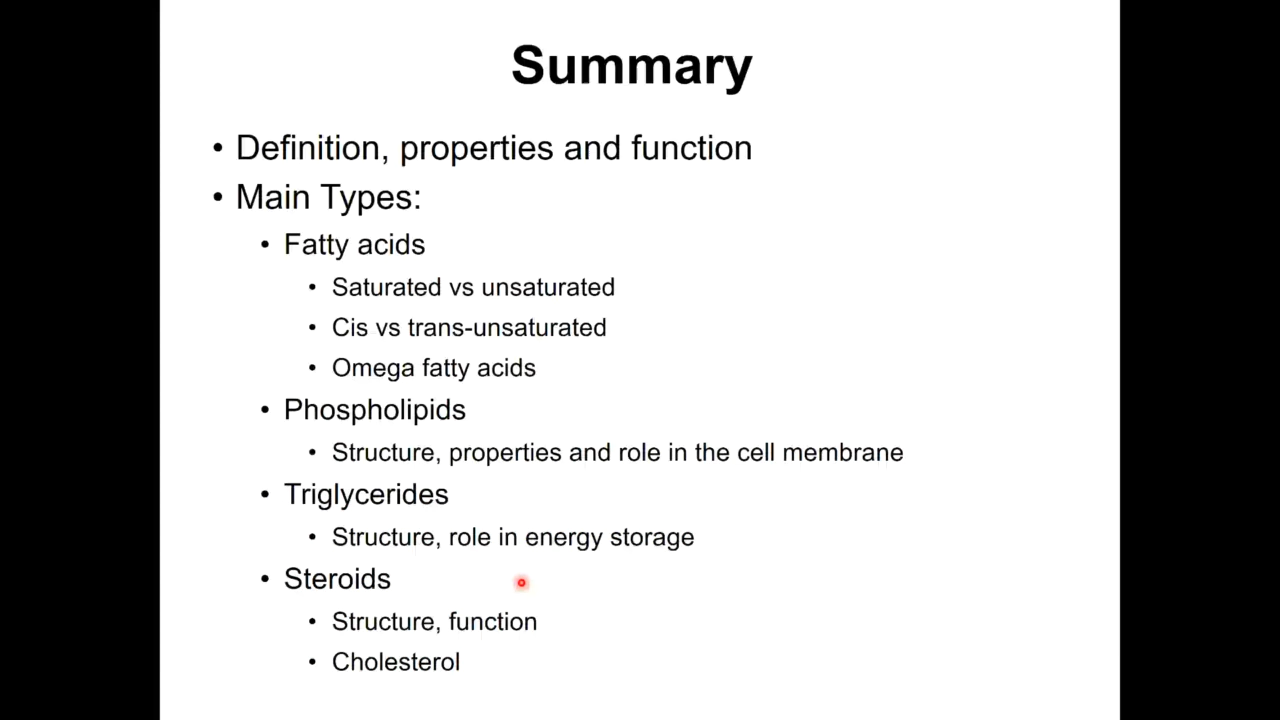 Summary
• Definition, properties and function
• Main Types:
• Fatty acids
• Saturated vs unsaturated
• Cis vs trans-unsaturated
• Omega fatty acids
• Phospholipids
• Structure, properties and role in the cell membrane
• Triglycerides
• Structure, role in energy storage
• Steroids
• Structure, function
• Cholesterol